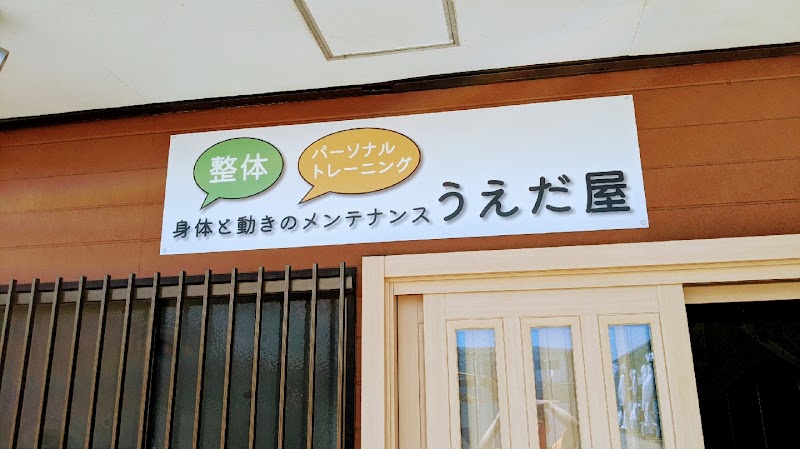 整体
パーソナル
トレーニング
身体と動きのメンテナンス うえだ屋